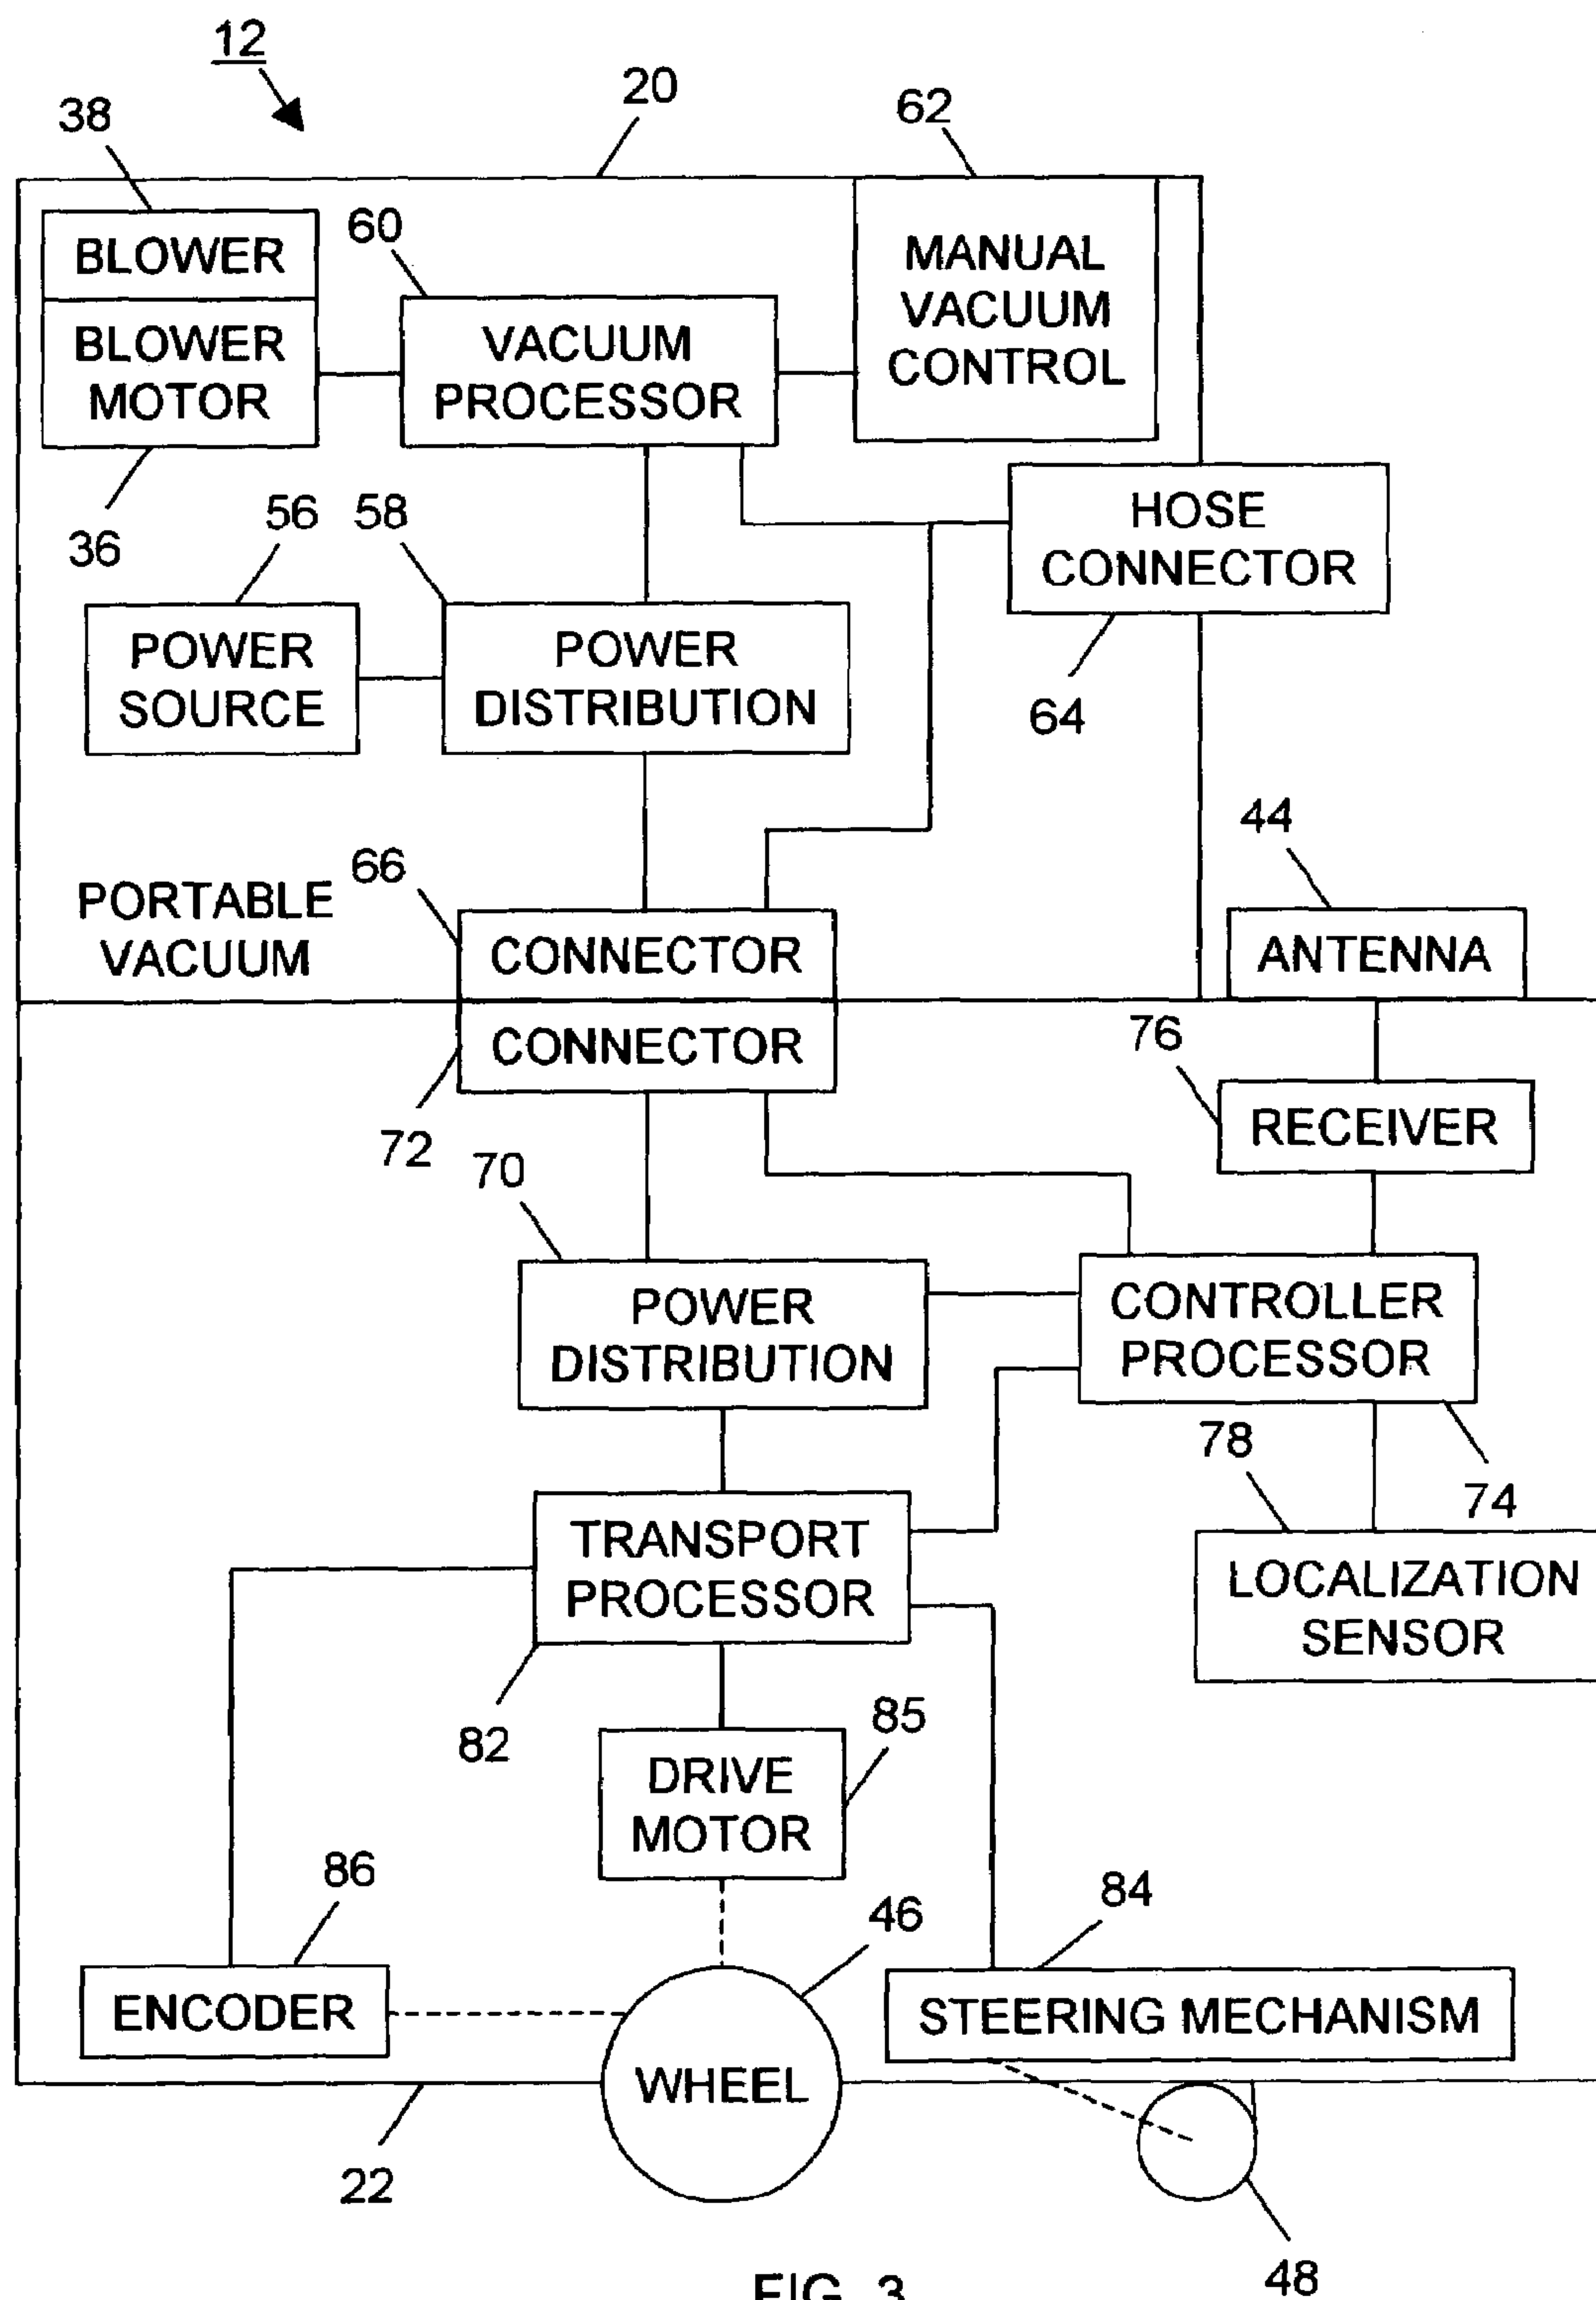 12
20
62
38
60
BLOWER
BLOWER
MOTOR
VACUUM
PROCESSOR
MANUAL
VACUUM
CONTROL
36
56
58
HOSE
CONNECTOR
64
POWER
SOURCE
POWER
DISTRIBUTION
44
66
PORTABLE
VACUUM
CONNECTOR
ANTENNA
CONNECTOR
72
76
RECEIVER
70
POWER
DISTRIBUTION
CONTROLLER
PROCESSOR
78
74
TRANSPORT
PROCESSOR
LOCALIZATION
SENSOR
82
85
DRIVE
MOTOR
86
46
84
ENCODER
STEERING MECHANISM
WHEEL
22
48
FIG. 3